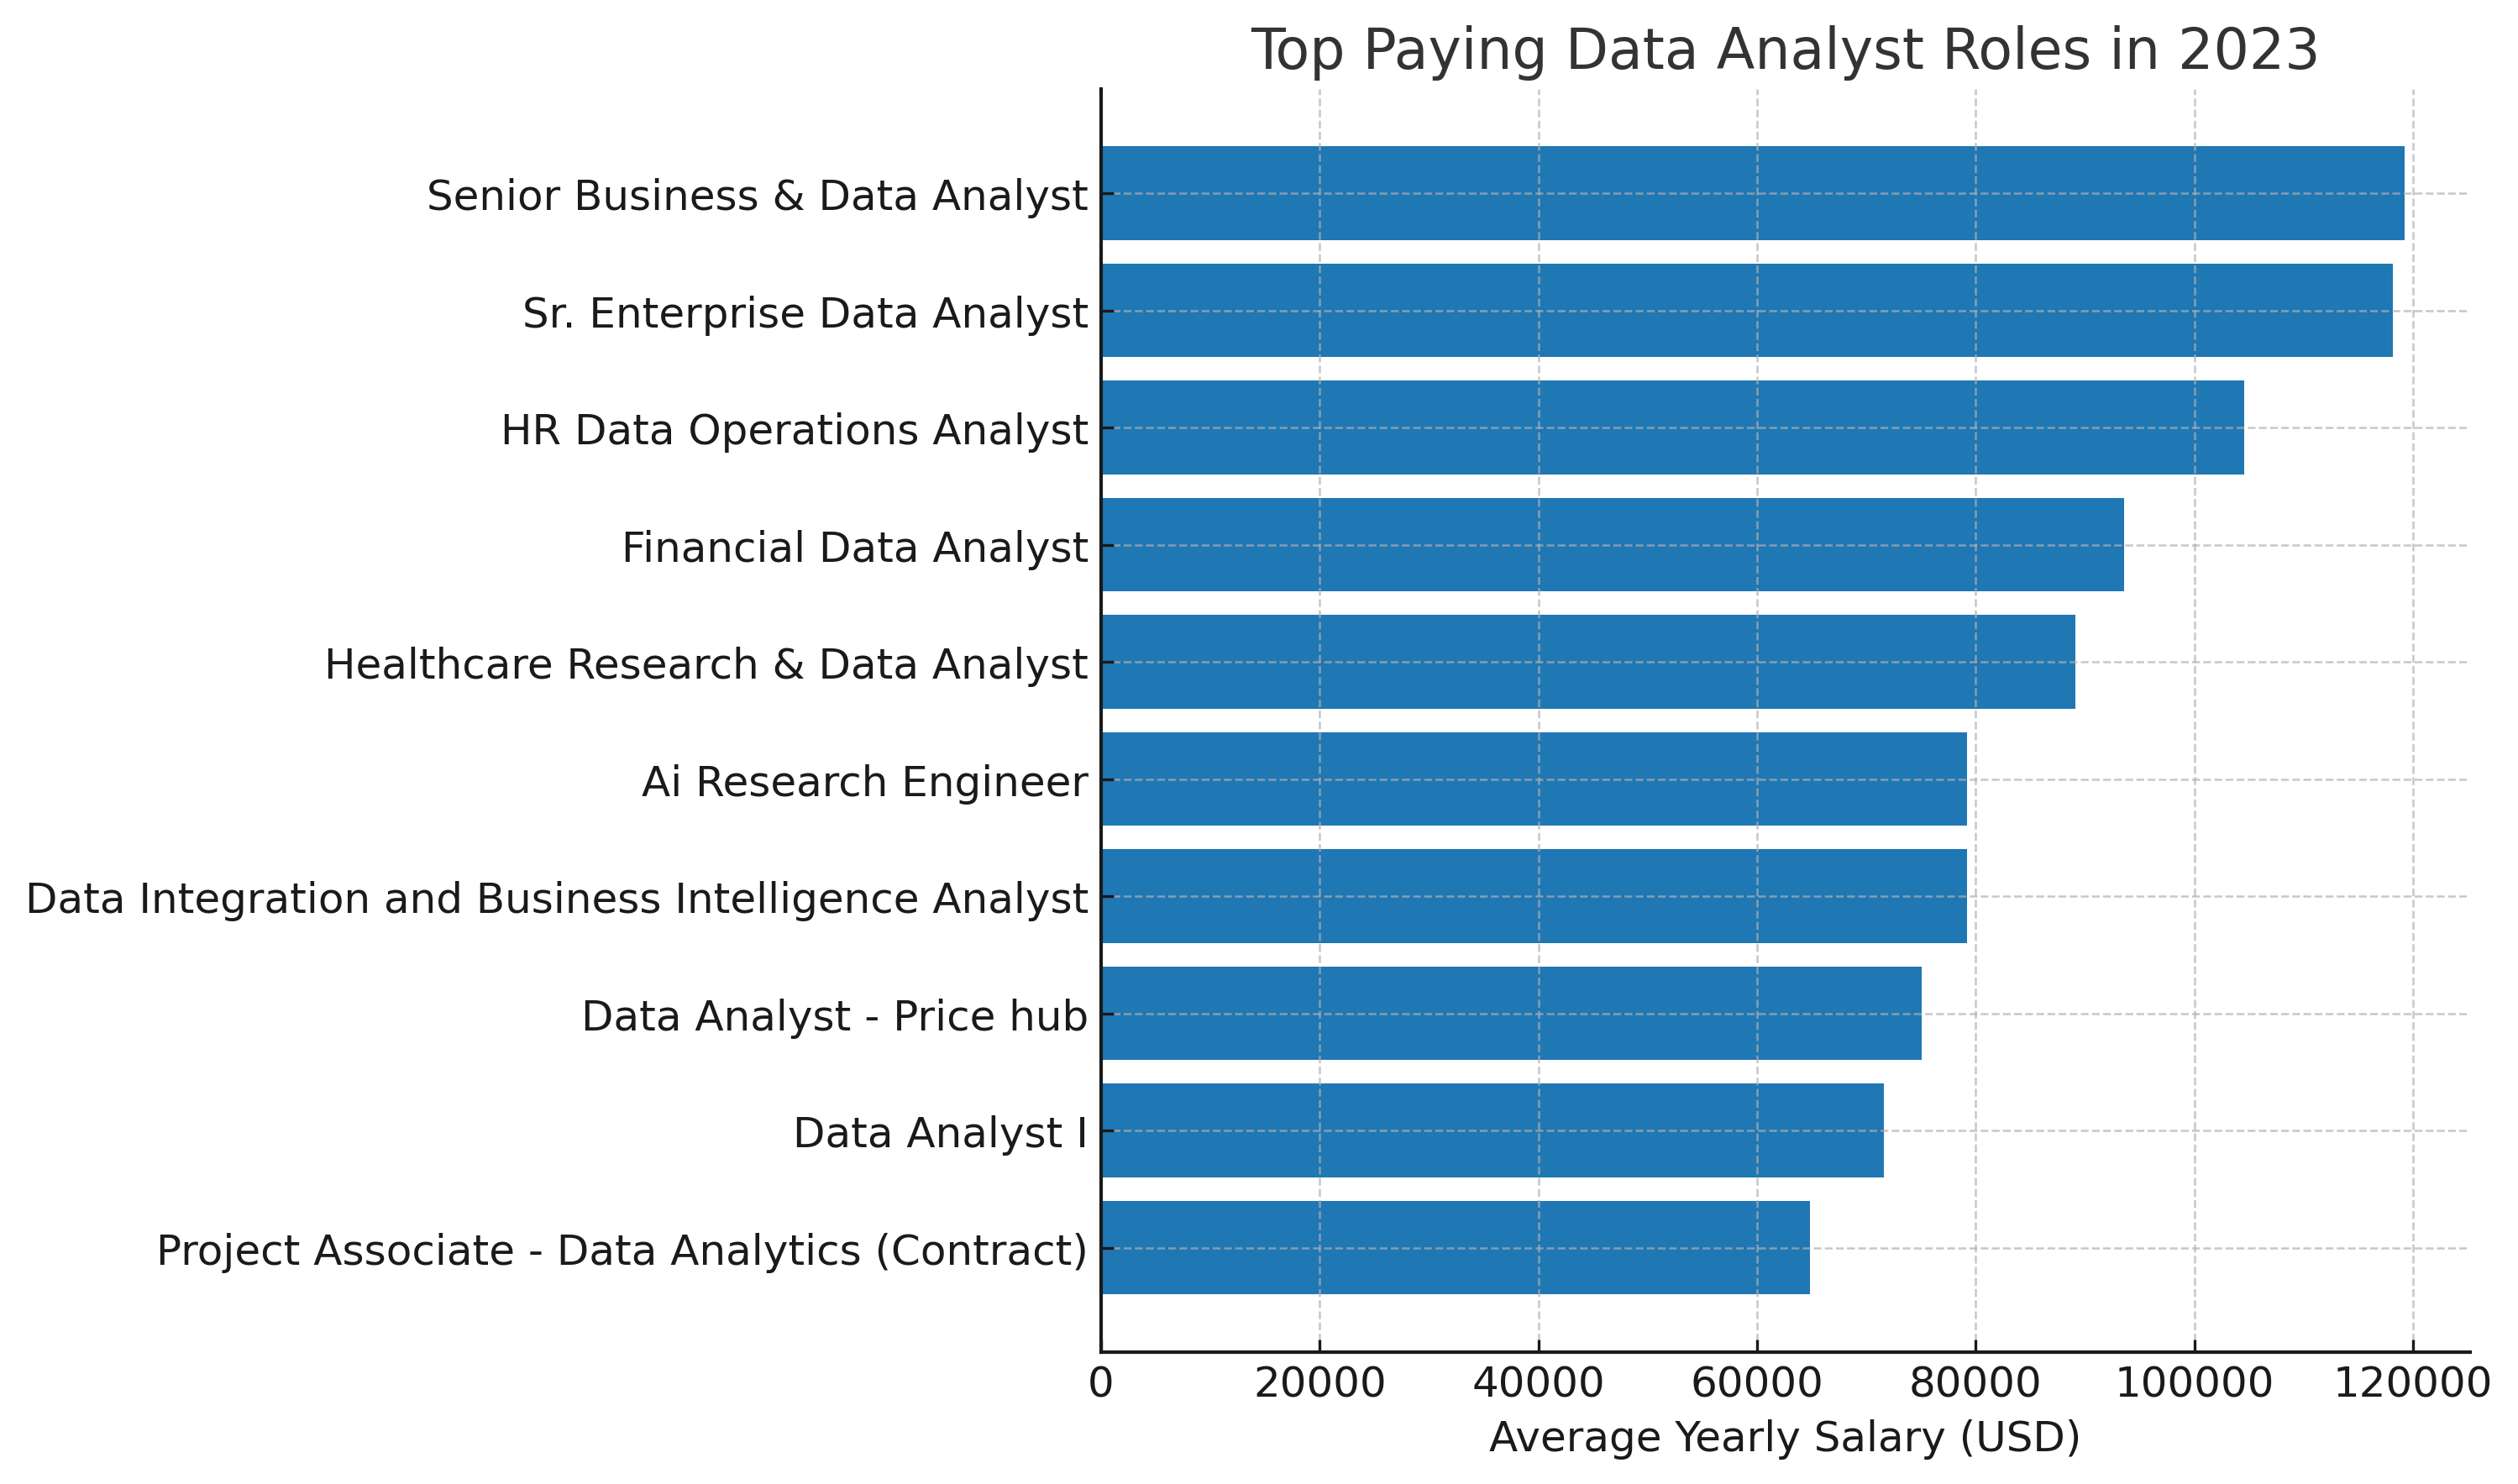 Top Paying Data Analyst Roles in 2023
Senior Business & Data Analyst
Sr. Enterprise Data Analyst
HR Data Operations Analyst
Financial Data Analyst
Healthcare Research & Data Analyst
Ai Research Engineer
Data Integration and Business Intelligence Analyst
Data Analyst - Price hub
Data Analyst I
Project Associate - Data Analytics (Contract)
0 20000 40000 60000 80000 100000 120000
Average Yearly Salary (USD)